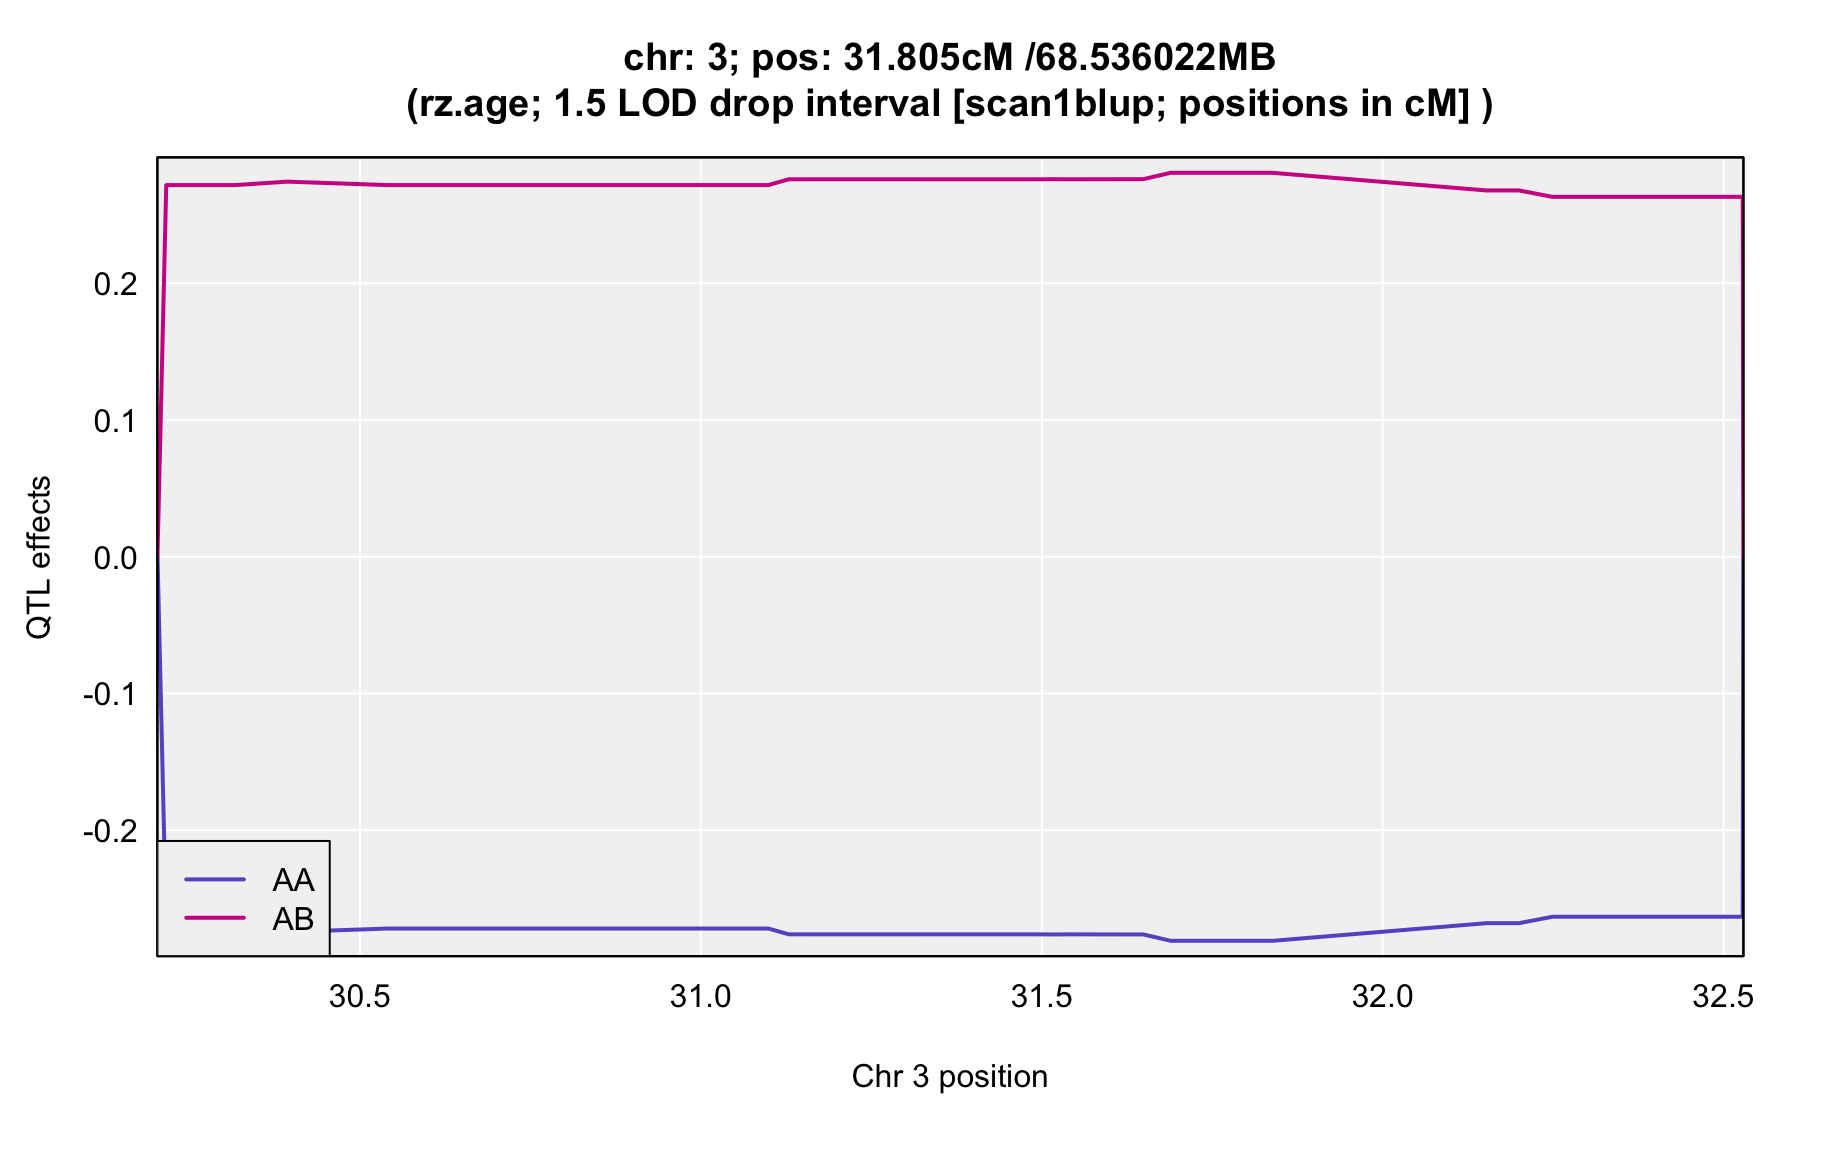 chr: 3; pos: 31.805cM /68.536022MB
(rz.age; 1.5 LOD drop interval [scan1blup; positions in cM] )
QTL effects
0.2
0.1
0.0
-0.1
-0.2
AA
AB
30.5 31.0 31.5 32.0 32.5
Chr 3 position